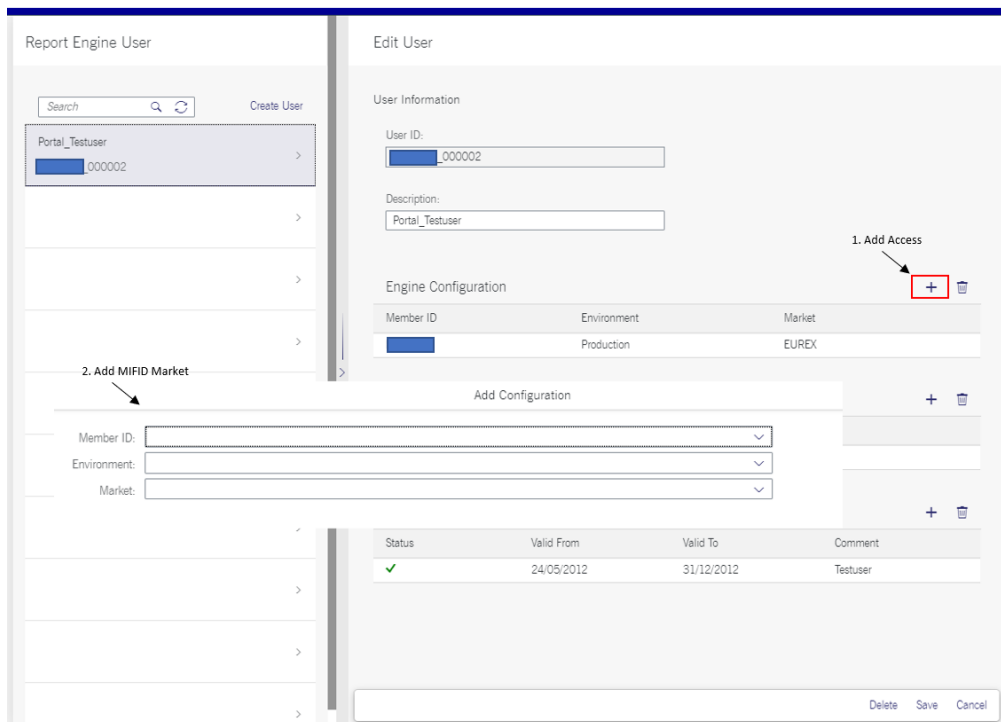 Report Engine User
Search
Create User
Portal_Testuser
_000002
Edit User
User Information
User ID:
_000002
Description:
Portal_Testuser
1. Add Access
Engine Configuration
Member ID Environment Market
Production EUREX
2. Add MIFID Market
Add Configuration
Member ID:
Environment:
Market:
Status Valid From Valid To Comment
24/05/2012 31/12/2012 Testuser
Delete Save Cancel